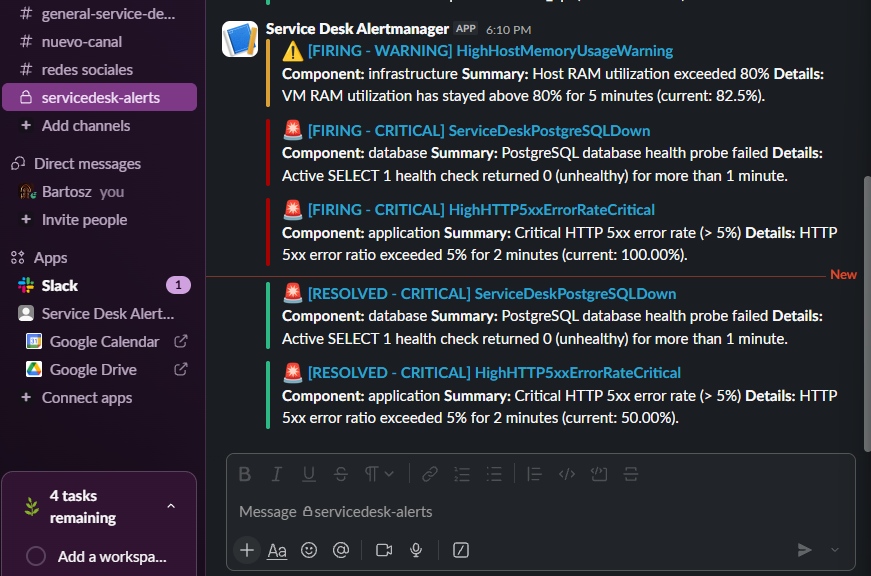 # general-service-de...
# nuevo-canal
# redes sociales
servicedesk-alerts
+ Add channels
Direct messages
Bartosz you
+ Invite people
Apps
Slack 1
Service Desk Alert...
Google Calendar
Google Drive
+ Connect apps
4 tasks
remaining
Add a workspa...
Service Desk Alertmanager APP 6:10 PM
[FIRING - WARNING] HighHostMemoryUsageWarning
Component: infrastructure Summary: Host RAM utilization exceeded 80% Details:
VM RAM utilization has stayed above 80% for 5 minutes (current: 82.5%).
[FIRING - CRITICAL] ServiceDeskPostgreSQLDown
Component: database Summary: PostgreSQL database health probe failed Details:
Active SELECT 1 health check returned 0 (unhealthy) for more than 1 minute.
[FIRING - CRITICAL] HighHTTP5xxErrorRateCritical
Component: application Summary: Critical HTTP 5xx error rate (> 5%) Details: HTTP
5xx error ratio exceeded 5% for 2 minutes (current: 100.00%).
New
[RESOLVED - CRITICAL] ServiceDeskPostgreSQLDown
Component: database Summary: PostgreSQL database health probe failed Details:
Active SELECT 1 health check returned 0 (unhealthy) for more than 1 minute.
[RESOLVED - CRITICAL] HighHTTP5xxErrorRateCritical
Component: application Summary: Critical HTTP 5xx error rate (> 5%) Details: HTTP
5xx error ratio exceeded 5% for 2 minutes (current: 50.00%).
B I U S
Message servicedesk-alerts
+ Aa